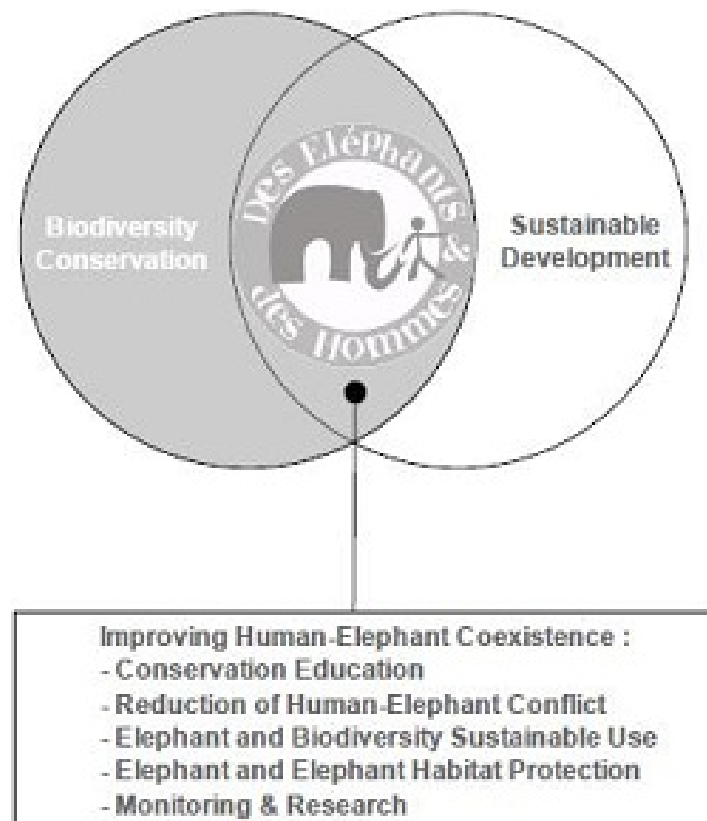 Biodiversity
Conservation
Des Eléphants &
des Hommes
Sustainable
Development
Improving Human-Elephant Coexistence :
- Conservation Education
- Reduction of Human-Elephant Conflict
- Elephant and Biodiversity Sustainable Use
- Elephant and Elephant Habitat Protection
- Monitoring & Research